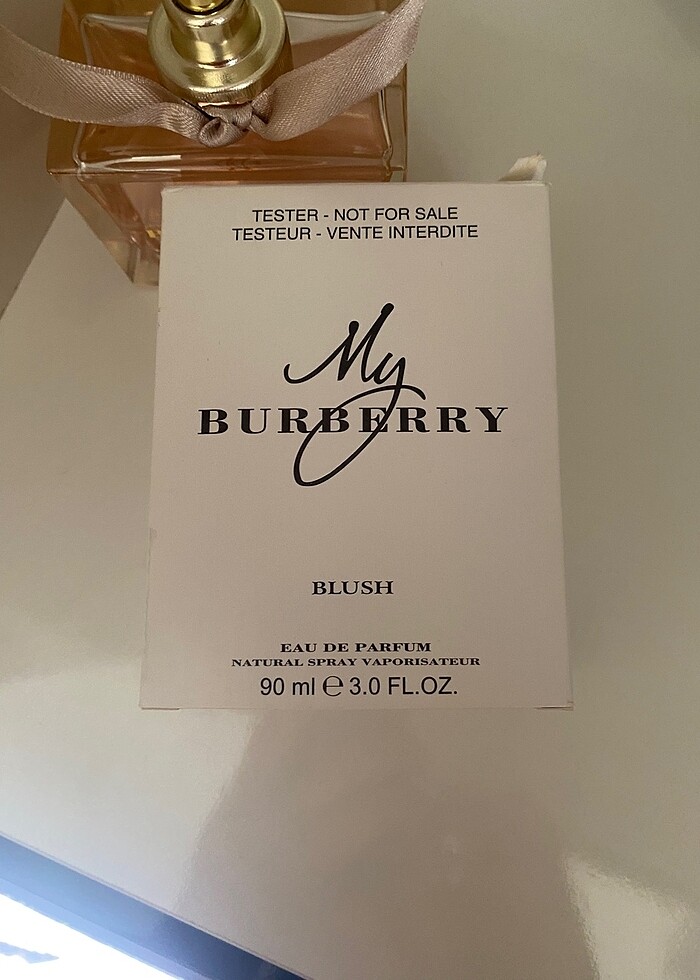 TESTER - NOT FOR SALE
TESTEUR - VENTE INTERDITE
My
BURBERRY
BLUSH
EAU DE PARFUM
NATURAL SPRAY VAPORISATEUR
90 ml ℮ 3.0 FL.OZ.